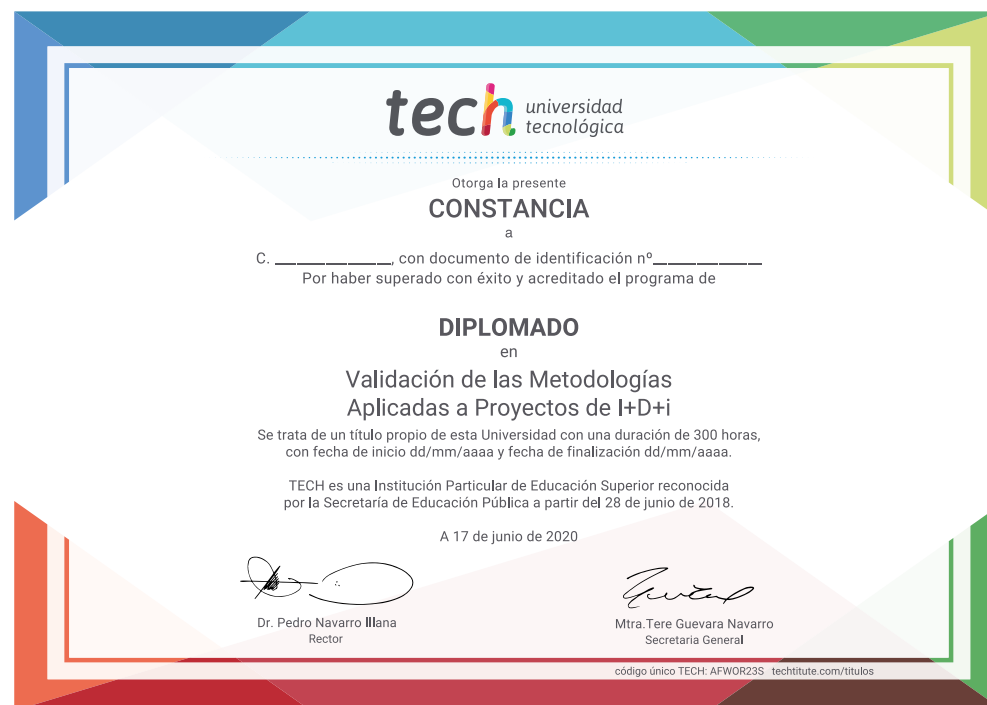 tech universidad
tecnológica
Otorga la presente
CONSTANCIA
a
C. ____________, con documento de identificación nº____________
Por haber superado con éxito y acreditado el programa de
DIPLOMADO
en
Validación de las Metodologías
Aplicadas a Proyectos de I+D+i
Se trata de un título propio de esta Universidad con una duración de 300 horas,
con fecha de inicio dd/mm/aaaa y fecha de finalización dd/mm/aaaa.
TECH es una Institución Particular de Educación Superior reconocida
por la Secretaría de Educación Pública a partir del 28 de junio de 2018.
A 17 de junio de 2020
Dr. Pedro Navarro Illana
Rector
Mtra.Tere Guevara Navarro
Secretaria General
código único TECH: AFWOR23S techtitute.com/titulos